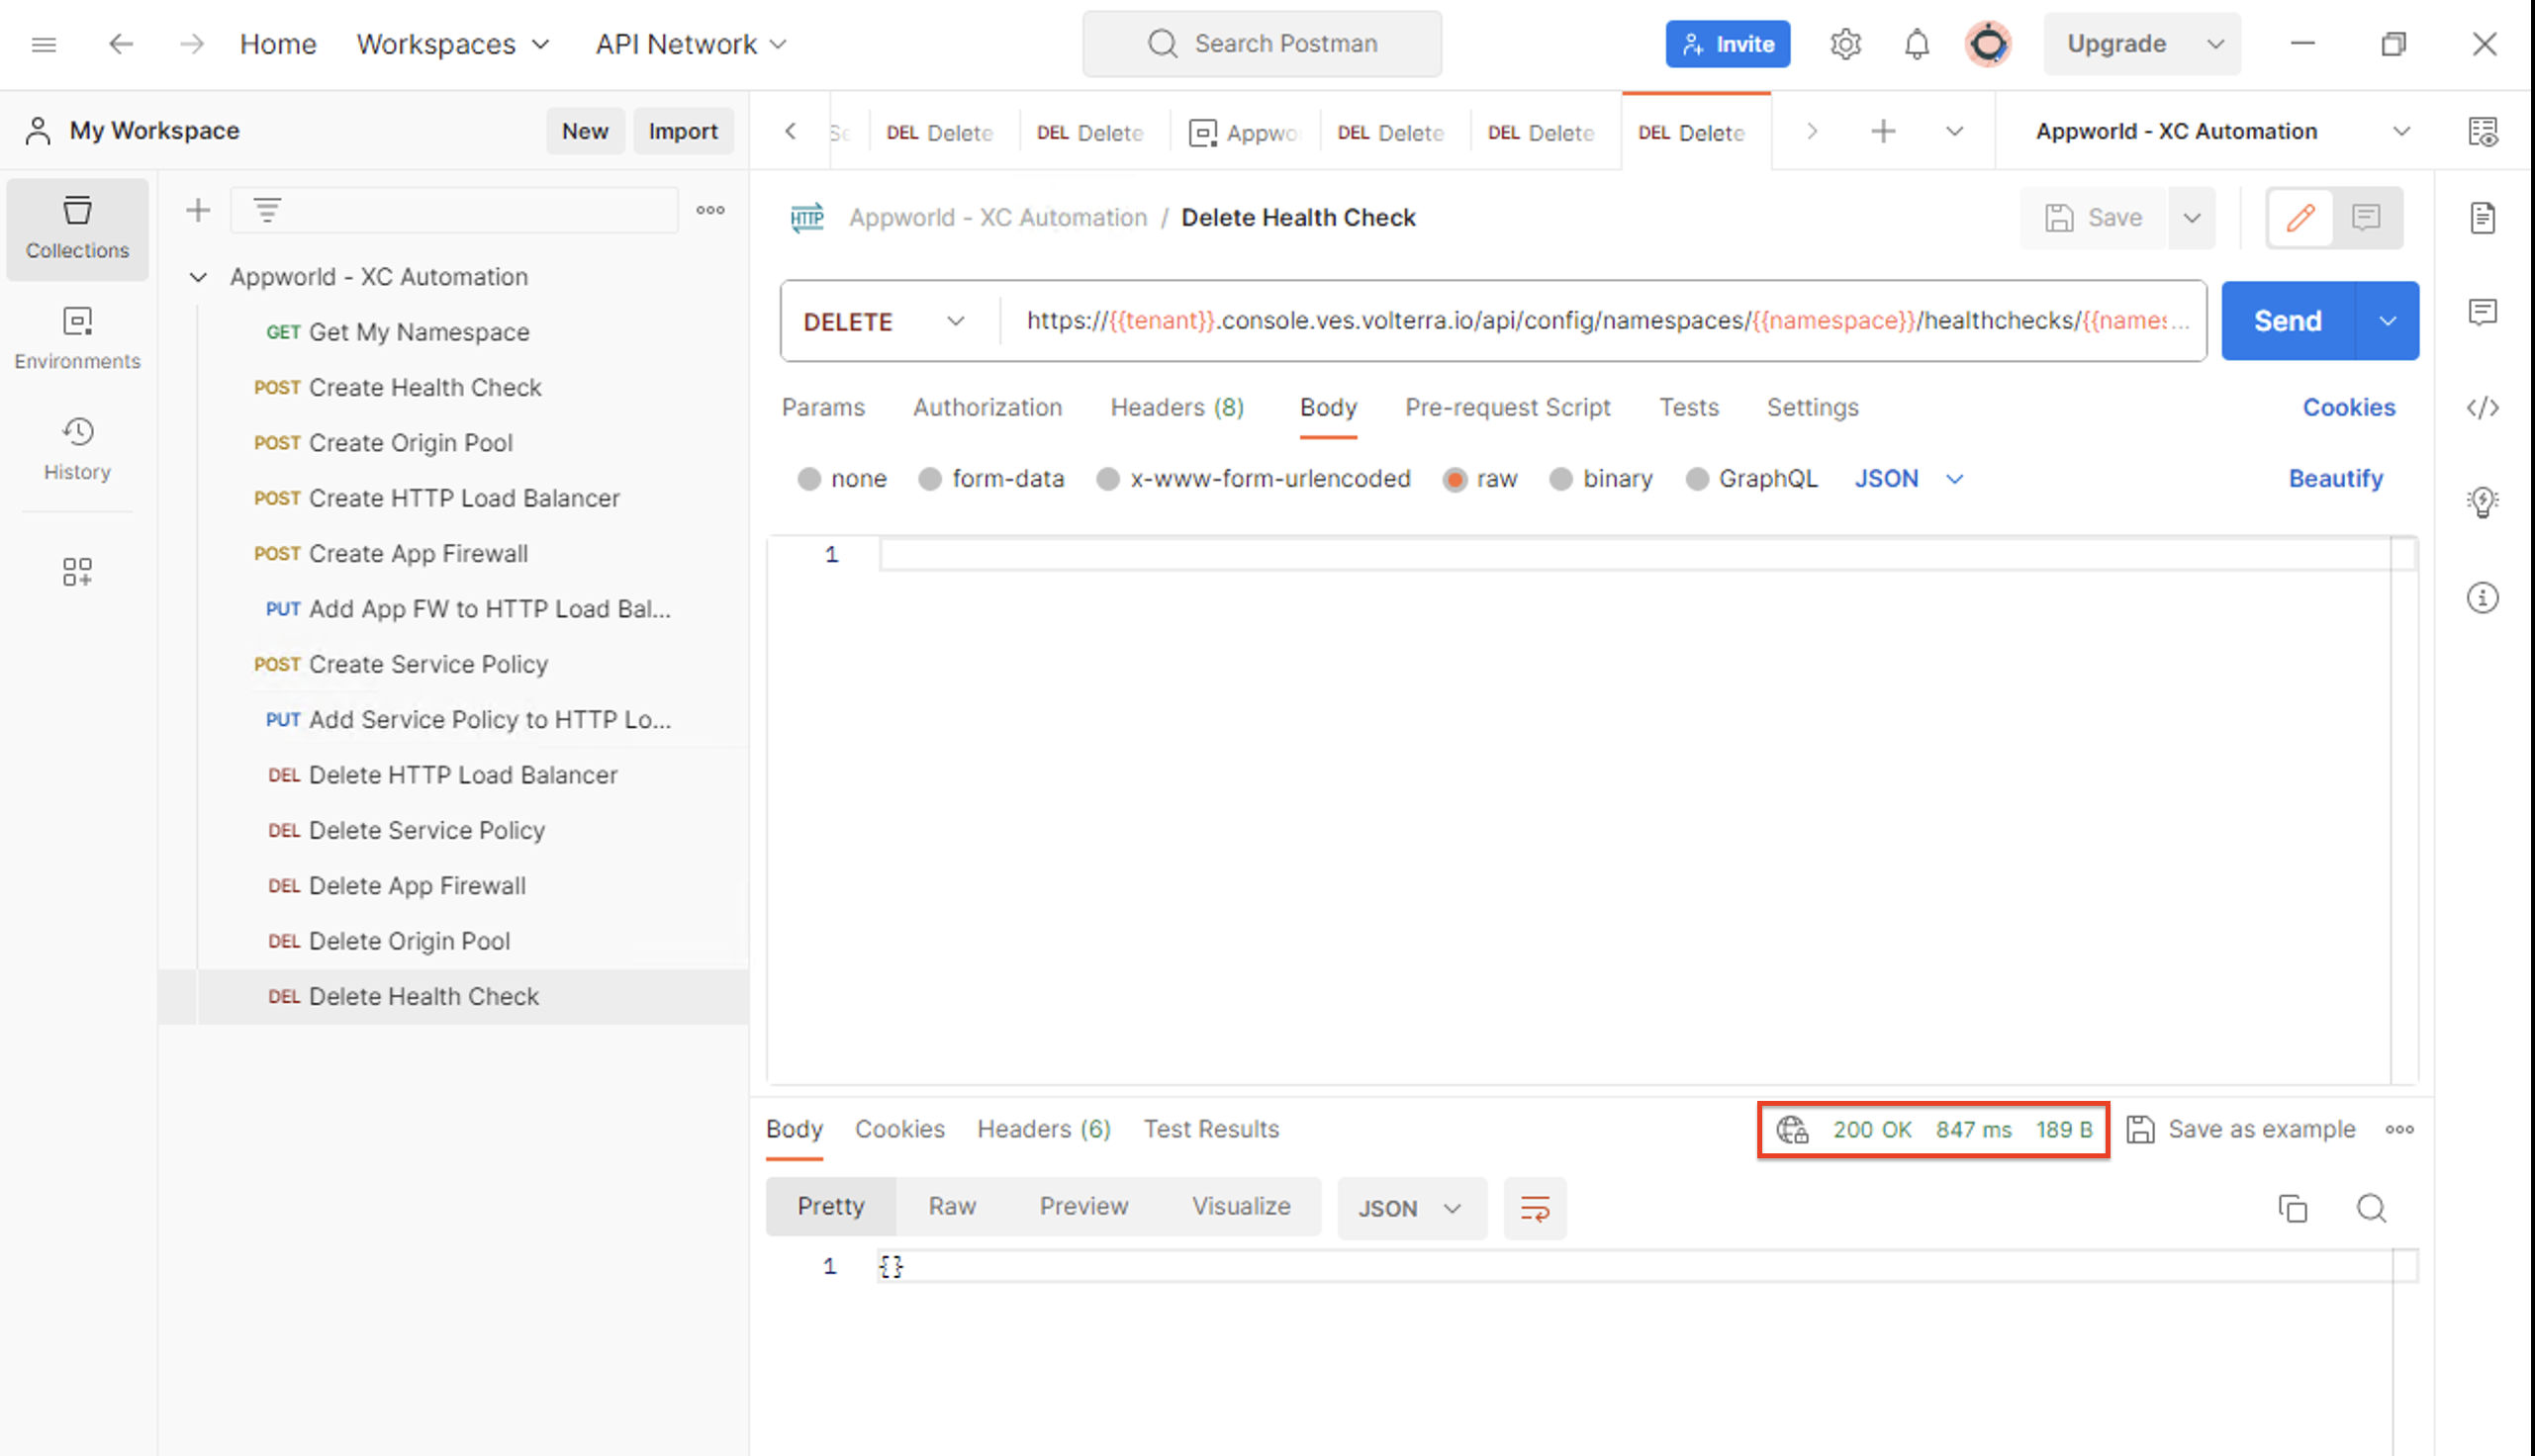 Home Workspaces API Network Search Postman Invite Upgrade
My Workspace New Import
DEL Delete DEL Delete Appwo DEL Delete DEL Delete DEL Delete Appworld - XC Automation
Collections
Environments
History
Appworld - XC Automation
GET Get My Namespace
POST Create Health Check
POST Create Origin Pool
POST Create HTTP Load Balancer
POST Create App Firewall
PUT Add App FW to HTTP Load Bal...
POST Create Service Policy
PUT Add Service Policy to HTTP Lo...
DEL Delete HTTP Load Balancer
DEL Delete Service Policy
DEL Delete App Firewall
DEL Delete Origin Pool
DEL Delete Health Check
HTTP Appworld - XC Automation / Delete Health Check Save
DELETE https://{{tenant}}.console.ves.volterra.io/api/config/namespaces/{{namespace}}/healthchecks/{{names... Send
Params Authorization Headers (8) Body Pre-request Script Tests Settings Cookies
none form-data x-www-form-urlencoded raw binary GraphQL JSON Beautify
1
Body Cookies Headers (6) Test Results 200 OK 847 ms 189 B Save as example
Pretty Raw Preview Visualize JSON
1 {}